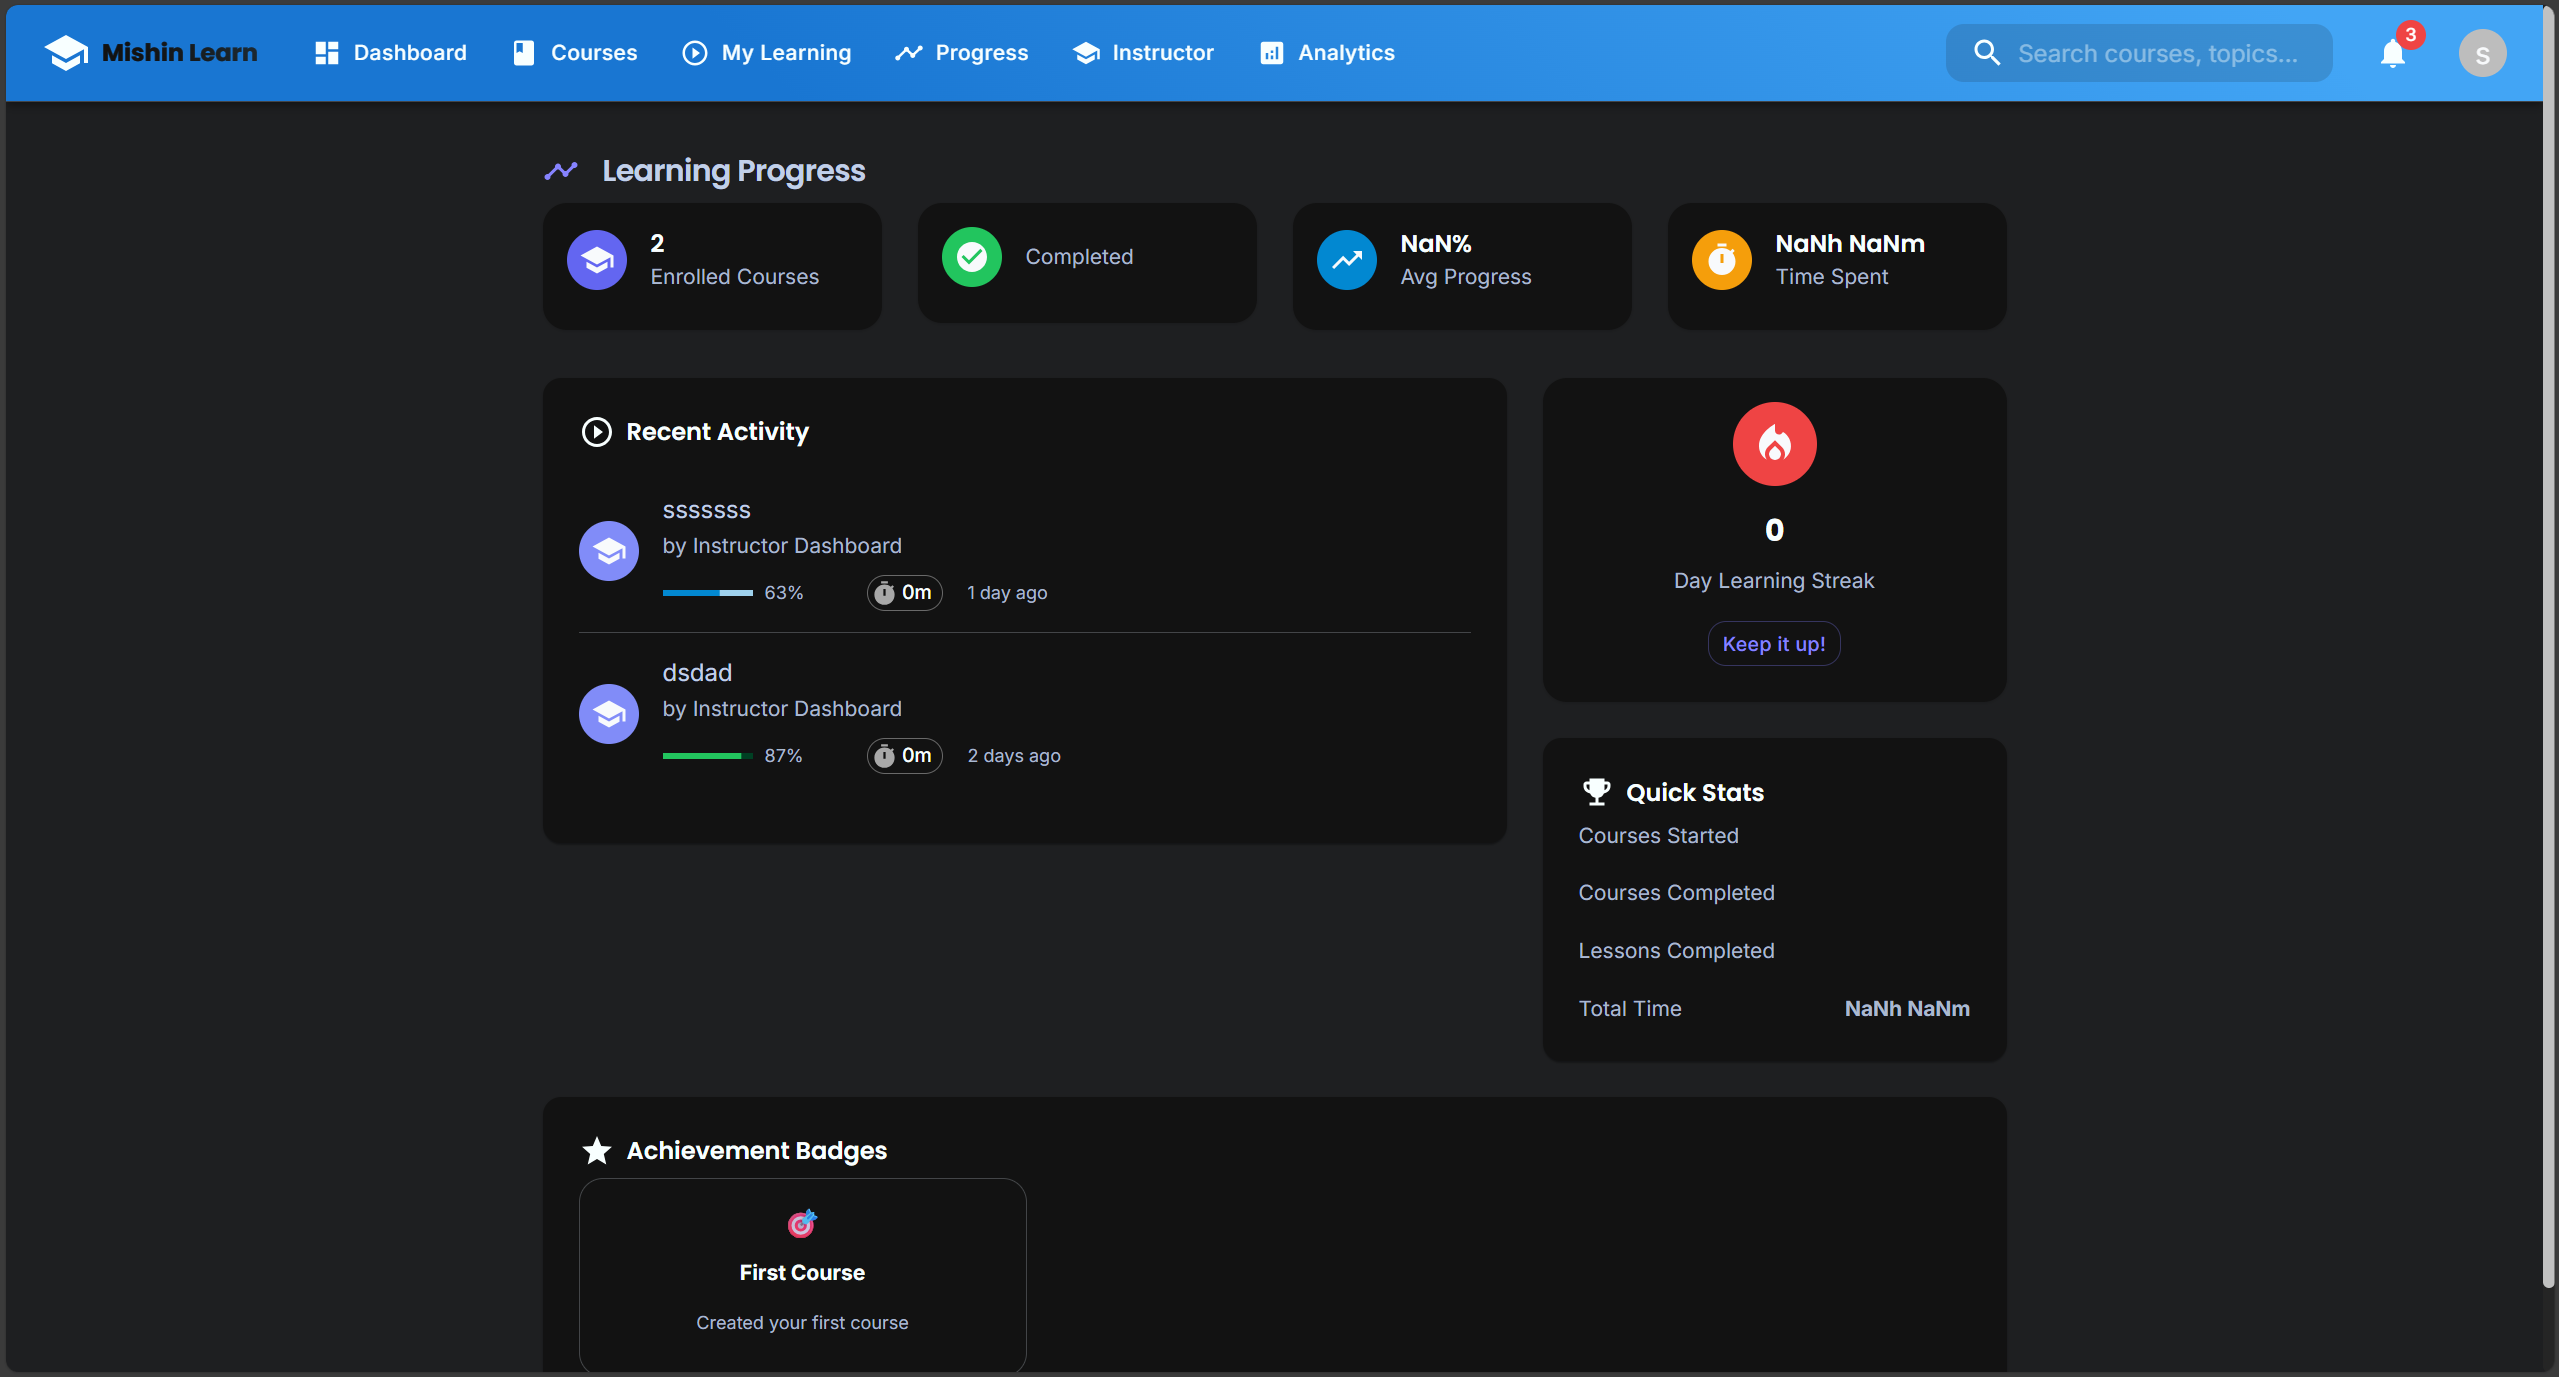 Mishin Learn
Dashboard
Courses
My Learning
Progress
Instructor
Analytics
Search courses, topics...
3
S
Learning Progress
2
Enrolled Courses
Completed
NaN%
Avg Progress
NaNh NaNm
Time Spent
Recent Activity
sssssss
by Instructor Dashboard
63%
0m
1 day ago
dsdad
by Instructor Dashboard
87%
0m
2 days ago
0
Day Learning Streak
Keep it up!
Quick Stats
Courses Started
Courses Completed
Lessons Completed
Total Time NaNh NaNm
Achievement Badges
First Course
Created your first course